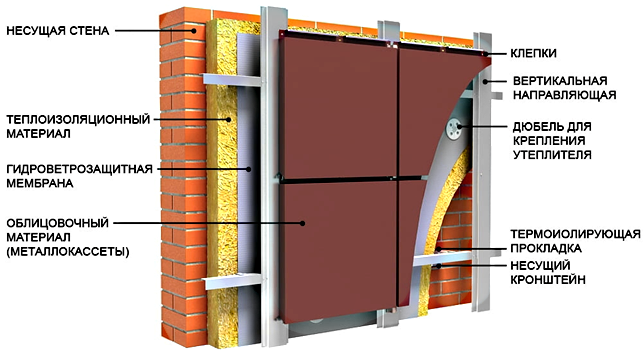 НЕСУЩАЯ СТЕНА
ТЕПЛОИЗОЛЯЦИОННЫЙ
МАТЕРИАЛ
ГИДРОВЕТРОЗАЩИТНАЯ
МЕМБРАНА
ОБЛИЦОВОЧНЫЙ
МАТЕРИАЛ
(МЕТАЛЛОКАССЕТЫ)
КЛЕПКИ
ВЕРТИКАЛЬНАЯ
НАПРАВЛЯЮЩАЯ
ДЮБЕЛЬ ДЛЯ
КРЕПЛЕНИЯ
УТЕПЛИТЕЛЯ
ТЕРМОИОЛИРУЮЩАЯ
ПРОКЛАДКА
НЕСУЩИЙ
КРОНШТЕЙН